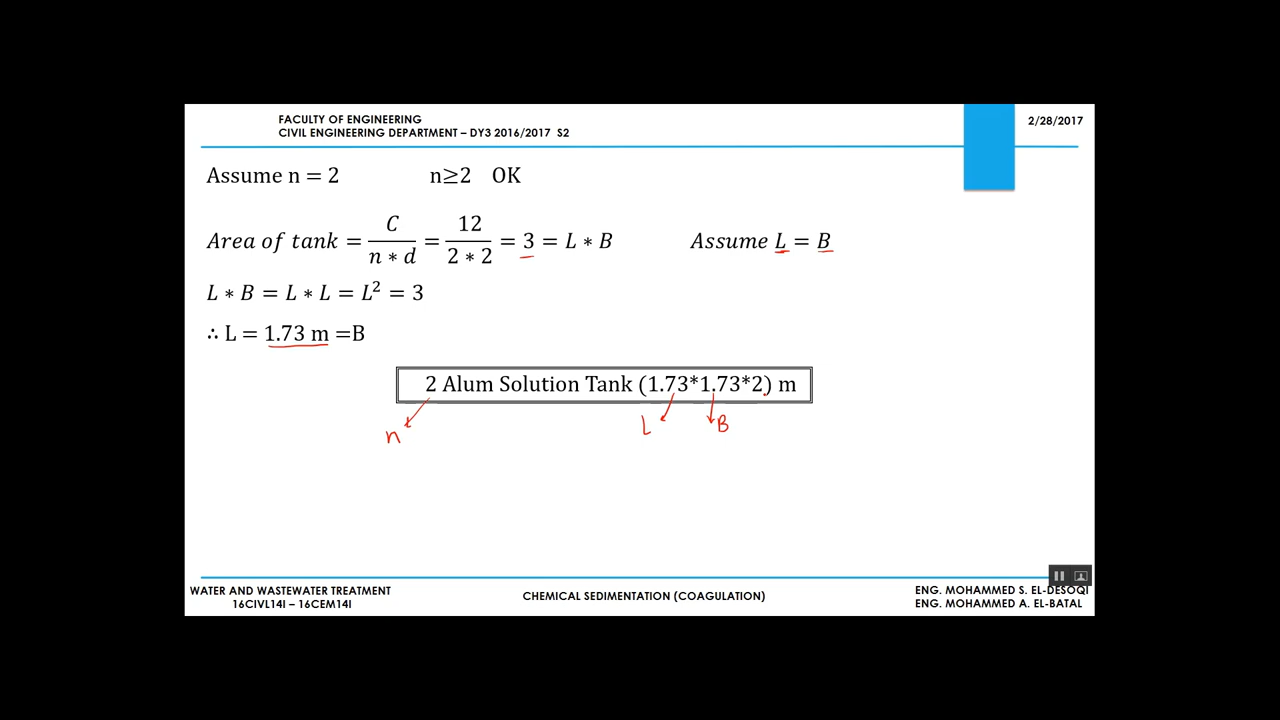 FACULTY OF ENGINEERING
CIVIL ENGINEERING DEPARTMENT – DY3 2016/2017 S2
2/28/2017
Assume n = 2 n≥2 OK
Area of tank = C / (n * d) = 12 / (2 * 2) = 3 = L * B Assume L = B
L * B = L * L = L² = 3
∴ L = 1.73 m =B
2 Alum Solution Tank (1.73*1.73*2) m
n L B
WATER AND WASTEWATER TREATMENT
16CIVL14I – 16CEM14I
CHEMICAL SEDIMENTATION (COAGULATION)
ENG. MOHAMMED S. EL-DESOQI
ENG. MOHAMMED A. EL-BATAL